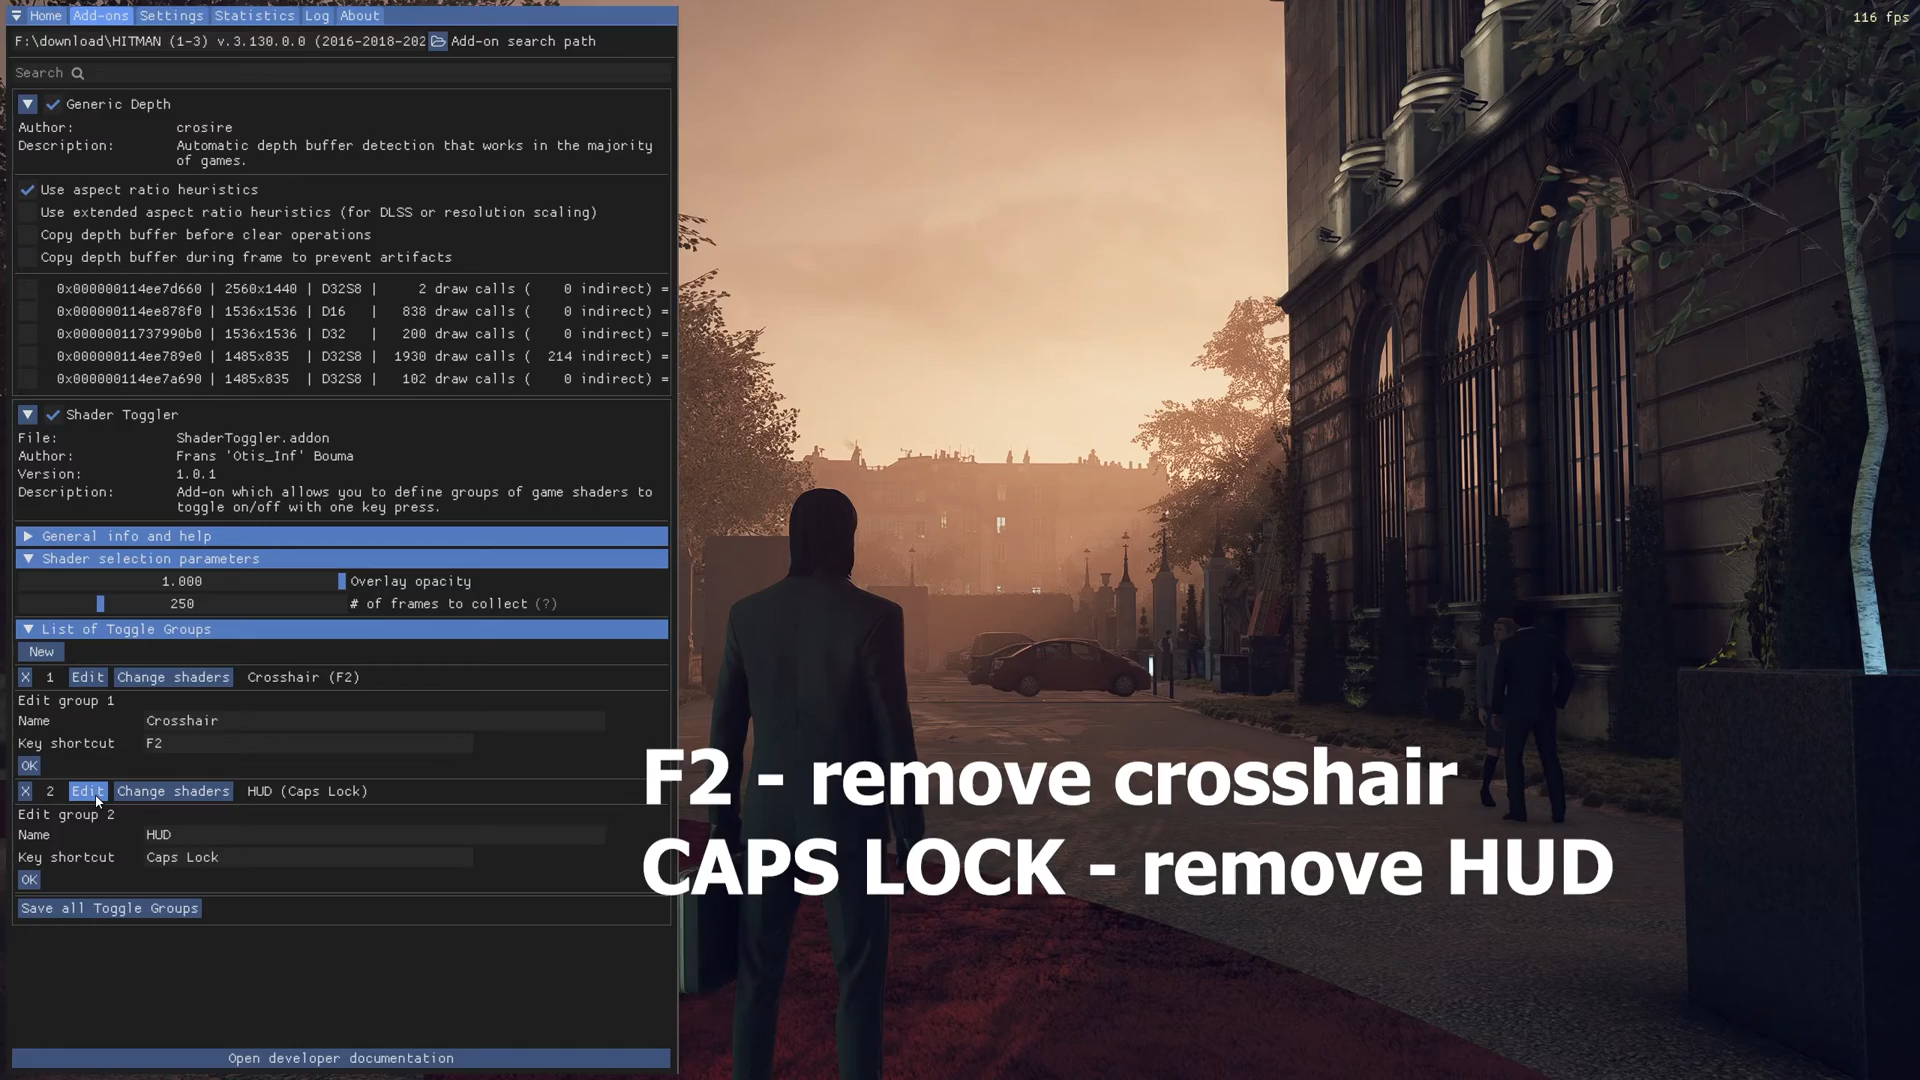 Home Add-ons Settings Statistics Log About
116 fps
F:\download\HITMAN (1-3) v.3.130.0.0 (2016-2018-202 Add-on search path
Search
Generic Depth
Author: crosire
Description: Automatic depth buffer detection that works in the majority
of games.
Use aspect ratio heuristics
Use extended aspect ratio heuristics (for DLSS or resolution scaling)
Copy depth buffer before clear operations
Copy depth buffer during frame to prevent artifacts
0x000000114ee7d660 | 2560x1440 | D32S8 | 2 draw calls ( 0 indirect) =
0x000000114ee878f0 | 1536x1536 | D16 | 838 draw calls ( 0 indirect) =
0x00000011737990b0 | 1536x1536 | D32 | 200 draw calls ( 0 indirect) =
0x000000114ee789e0 | 1485x835 | D32S8 | 1930 draw calls ( 214 indirect) =
0x000000114ee7a690 | 1485x835 | D32S8 | 102 draw calls ( 0 indirect) =
Shader Toggler
File: ShaderToggler.addon
Author: Frans 'Otis_Inf' Bouma
Version: 1.0.1
Description: Add-on which allows you to define groups of game shaders to
toggle on/off with one key press.
General info and help
Shader selection parameters
1.000 Overlay opacity
250 # of frames to collect (?)
List of Toggle Groups
New
X 1 Edit Change shaders Crosshair (F2)
Edit group 1
Name Crosshair
Key shortcut F2
OK
X 2 Edit Change shaders HUD (Caps Lock)
Edit group 2
Name HUD
Key shortcut Caps Lock
OK
Save all Toggle Groups
F2 - remove crosshair
CAPS LOCK - remove HUD
Open developer documentation